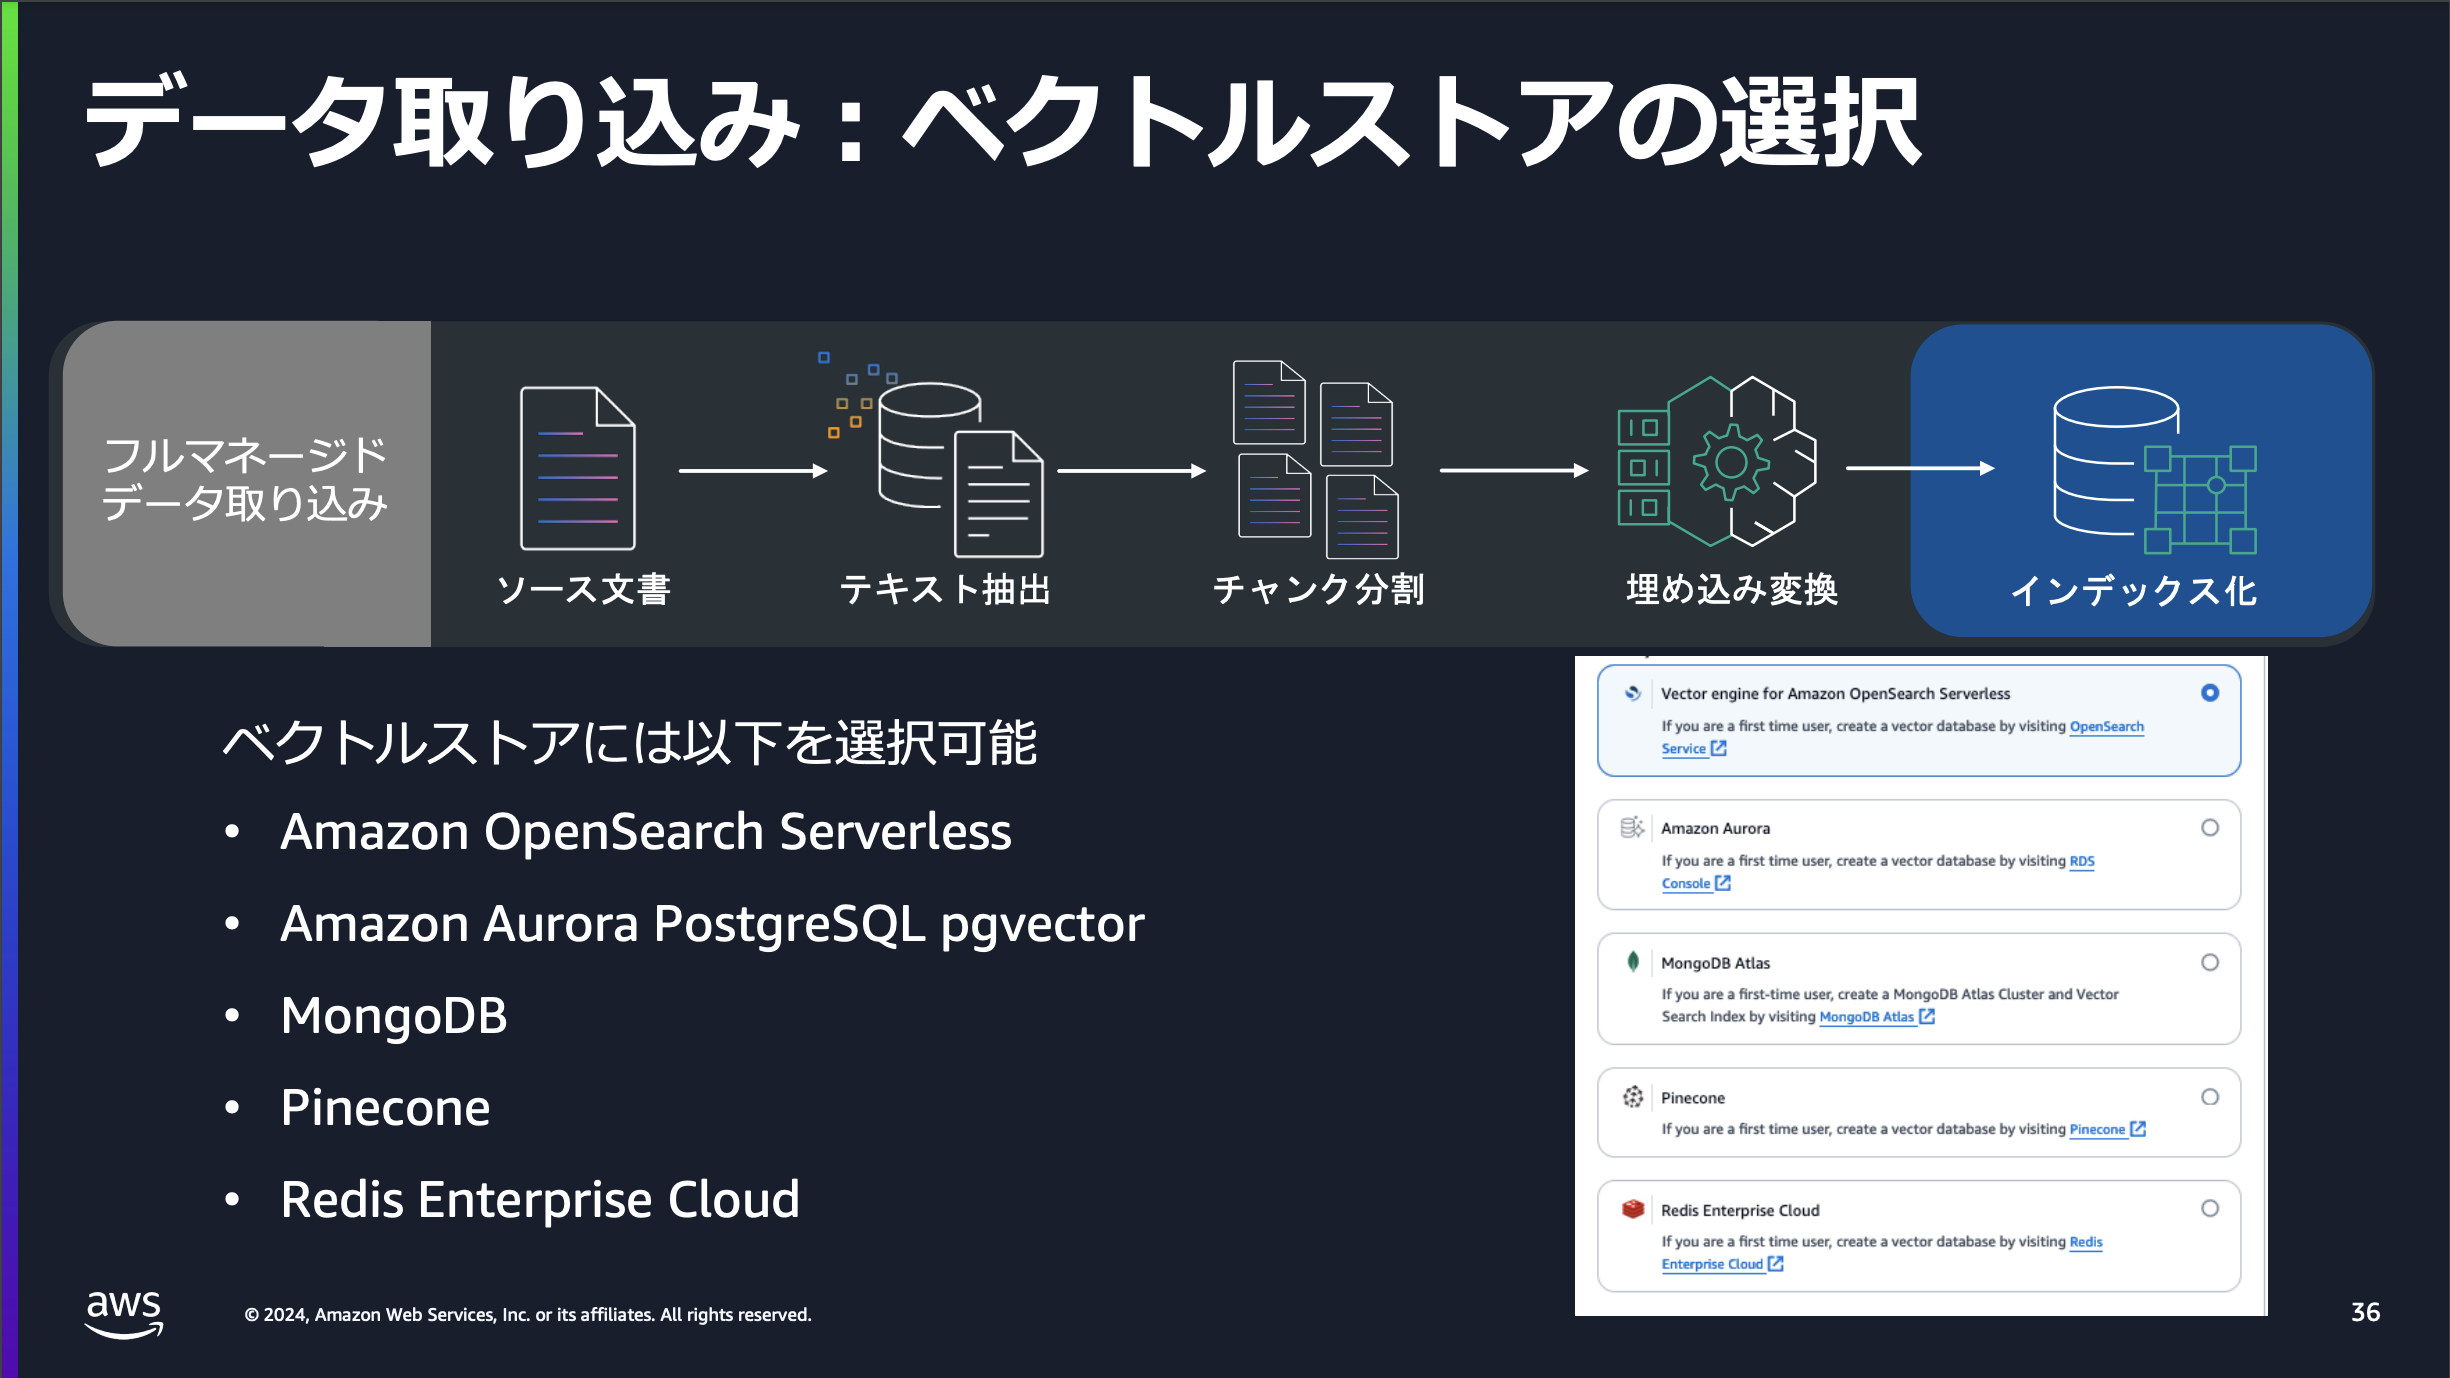 データ取り込み：ベクトルストアの選択
フルマネージド
データ取り込み
ソース文書
テキスト抽出
チャンク分割
埋め込み変換
インデックス化
ベクトルストアには以下を選択可能
• Amazon OpenSearch Serverless
• Amazon Aurora PostgreSQL pgvector
• MongoDB
• Pinecone
• Redis Enterprise Cloud
Vector engine for Amazon OpenSearch Serverless
If you are a first time user, create a vector database by visiting OpenSearch
Service
Amazon Aurora
If you are a first time user, create a vector database by visiting RDS
Console
MongoDB Atlas
If you are a first-time user, create a MongoDB Atlas Cluster and Vector
Search Index by visiting MongoDB Atlas
Pinecone
If you are a first time user, create a vector database by visiting Pinecone
Redis Enterprise Cloud
If you are a first time user, create a vector database by visiting Redis
Enterprise Cloud
aws
© 2024, Amazon Web Services, Inc. or its affiliates. All rights reserved.
36